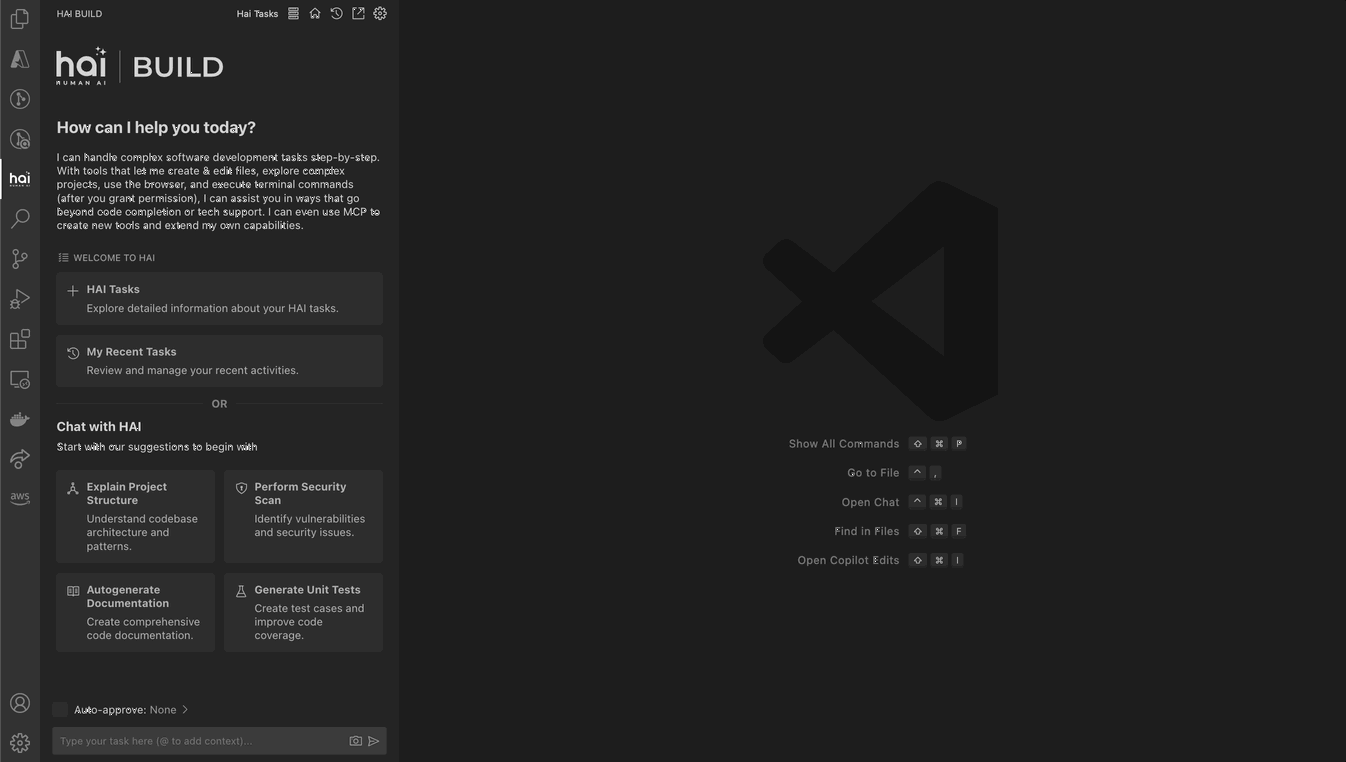 HAI BUILD
Hai Tasks
hai
HUMAN AI
BUILD
How can I help you today?
I can handle complex software development tasks step-by-step.
With tools that let me create & edit files, explore complex
projects, use the browser, and execute terminal commands
(after you grant permission), I can assist you in ways that go
beyond code completion or tech support. I can even use MCP to
create new tools and extend my own capabilities.
WELCOME TO HAI
HAI Tasks
Explore detailed information about your HAI tasks.
My Recent Tasks
Review and manage your recent activities.
OR
Chat with HAI
Start with our suggestions to begin with
Explain Project
Structure
Understand codebase
architecture and
patterns.
Perform Security
Scan
Identify vulnerabilities
and security issues.
Autogenerate
Documentation
Create comprehensive
code documentation.
Generate Unit Tests
Create test cases and
improve code
coverage.
Auto-approve: None
Type your task here (@ to add context)...
hai
aws
Show All Commands ⇧ ⌘ P
Go to File ^ ,
Open Chat ^ ⌘ I
Find in Files ⇧ ⌘ F
Open Copilot Edits ⇧ ⌘ I